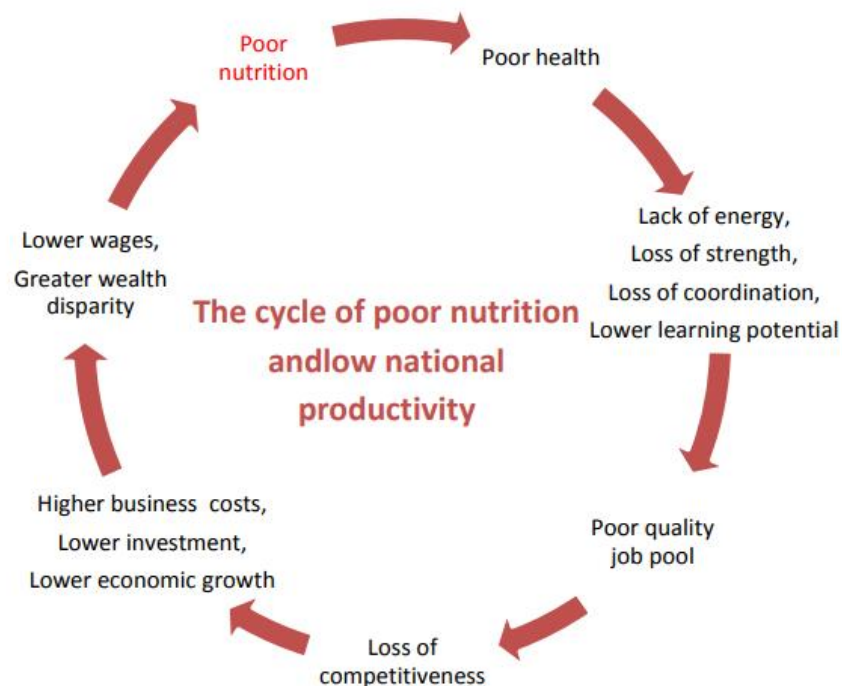 Poor
nutrition
Poor health
Lack of energy,
Loss of strength,
Loss of coordination,
Lower learning potential
Poor quality
job pool
Loss of
competitiveness
Higher business  costs,
Lower investment,
Lower economic growth
Lower wages,
Greater wealth
disparity
The cycle of poor nutrition
andlow national
productivity